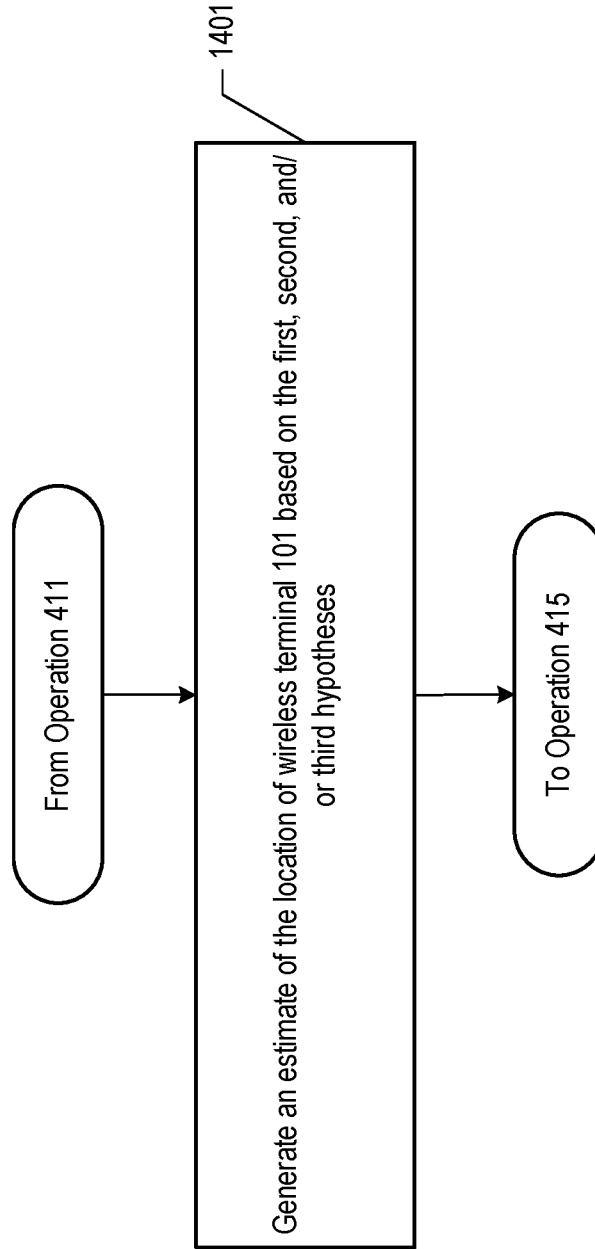 From Operation 411
1401
Generate an estimate of the location of wireless terminal 101 based on the first, second, and/
or third hypotheses
To Operation 415